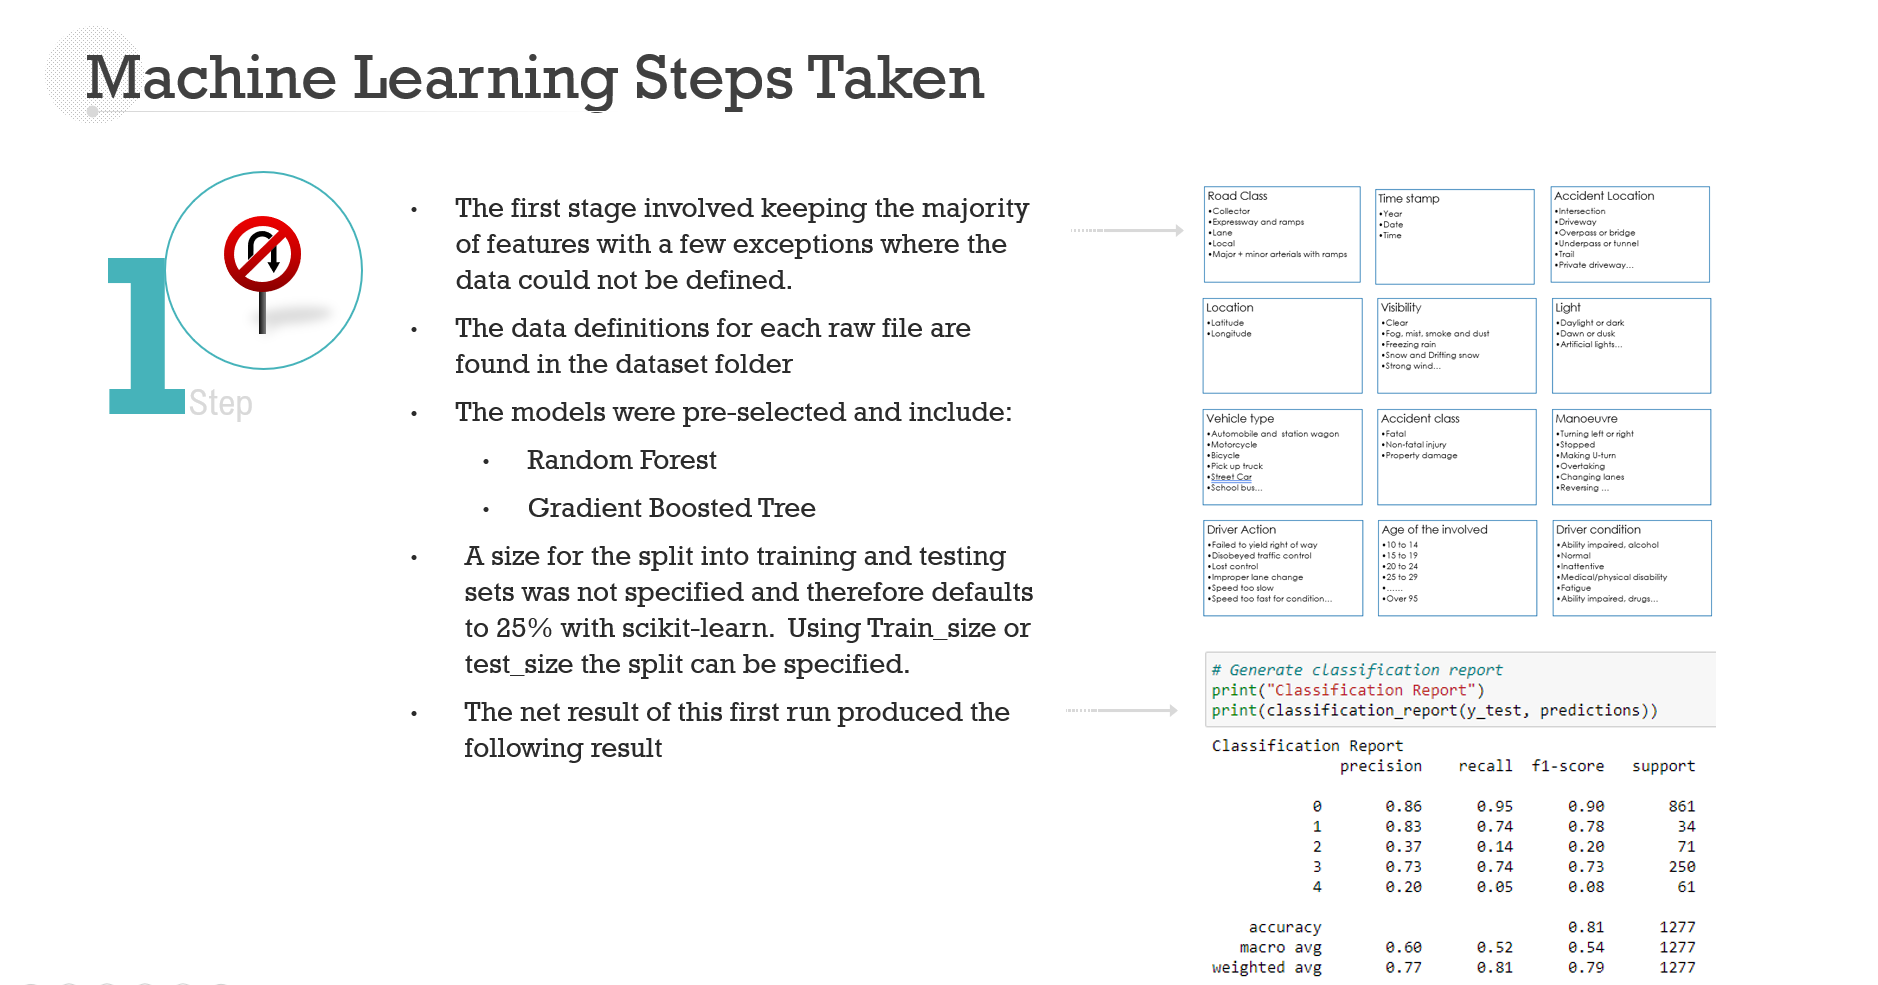 Machine Learning Steps Taken
1
Step
• The first stage involved keeping the majority
of features with a few exceptions where the
data could not be defined.
• The data definitions for each raw file are
found in the dataset folder
• The models were pre-selected and include:
• Random Forest
• Gradient Boosted Tree
• A size for the split into training and testing
sets was not specified and therefore defaults
to 25% with scikit-learn.  Using Train_size or
test_size the split can be specified.
• The net result of this first run produced the
following result
Road Class
•Collector
•Expressway and ramps
•Lane
•Local
•Major + minor arterials with ramps
Time stamp
•Year
•Date
•Time
Accident Location
•Intersection
•Driveway
•Overpass or bridge
•Underpass or tunnel
•Trail
•Private driveway...
Location
•Latitude
•Longitude
Visibility
•Clear
•Fog, mist, smoke and dust
•Freezing rain
•Snow and Drifting snow
•Strong wind...
Light
•Daylight or dark
•Dawn or dusk
•Artificial lights...
Vehicle type
•Automobile and  station wagon
•Motorcycle
•Bicycle
•Pick up truck
•Street Car
•School bus...
Accident class
•Fatal
•Non-fatal injury
•Property damage
Manoeuvre
•Turning left or right
•Stopped
•Making U-turn
•Overtaking
•Changing lanes
•Reversing ...
Driver Action
•Failed to yield right of way
•Disobeyed traffic control
•Lost control
•Improper lane change
•Speed too slow
•Speed too fast for condition...
Age of the involved
•10 to 14
•15 to 19
•20 to 24
•25 to 29
•......
•Over 95
Driver condition
•Ability impaired, alcohol
•Normal
•Inattentive
•Medical/physical disability
•Fatigue
•Ability impaired, drugs...
# Generate classification report
print("Classification Report")
print(classification_report(y_test, predictions))
Classification Report
precision    recall  f1-score   support
0       0.86      0.95      0.90       861
1       0.83      0.74      0.78        34
2       0.37      0.14      0.20        71
3       0.73      0.74      0.73       250
4       0.20      0.05      0.08        61
accuracy                           0.81      1277
macro avg       0.60      0.52      0.54      1277
weighted avg       0.77      0.81      0.79      1277